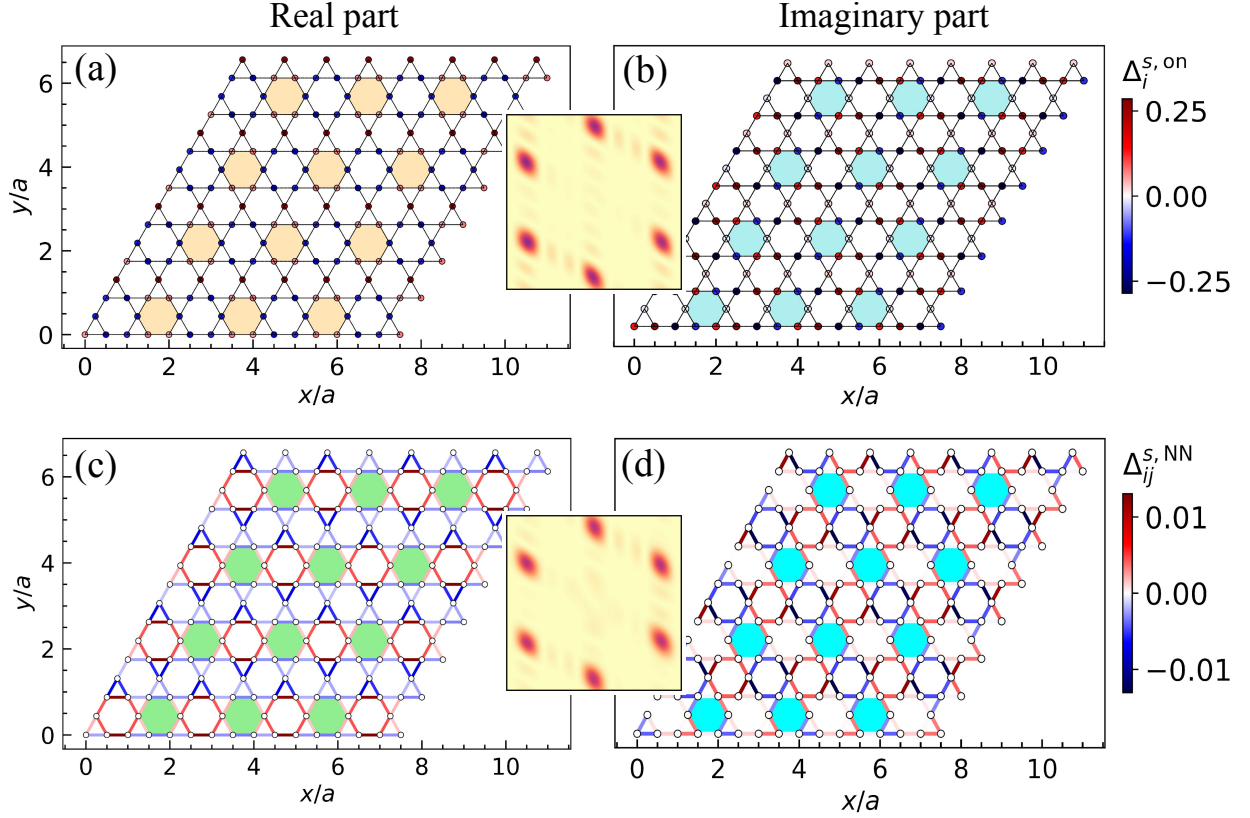 Real part
Imaginary part
(a)
6
4
2
0
y/a
0 2 4 6 8 10
x/a
(b)
0 2 4 6 8 10
x/a
Δ_i^{s, on}
0.25
0.00
−0.25
(c)
6
4
2
0
y/a
0 2 4 6 8 10
x/a
(d)
0 2 4 6 8 10
x/a
Δ_{ij}^{s, NN}
0.01
0.00
−0.01